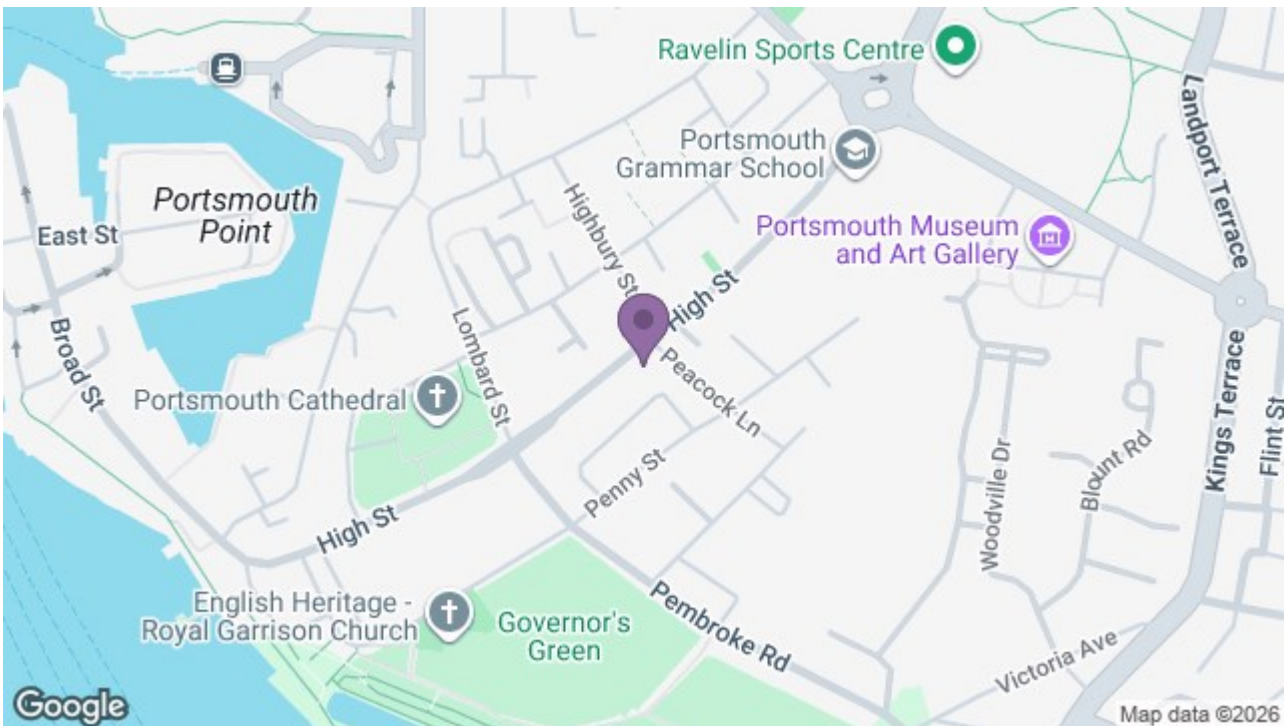 Ravelin Sports Centre
Landport Terrace
Portsmouth
Grammar School
Portsmouth
Point
East St
Highbury St
Portsmouth Museum
and Art Gallery
High St
Broad St
Lombard St
Peacock Ln
Portsmouth Cathedral
Kings Terrace
Flint St
Penny St
Woodville Dr
Blount Rd
High St
English Heritage -
Royal Garrison Church
Governor's
Green
Pembroke Rd
Victoria Ave
Google
Map data ©2026